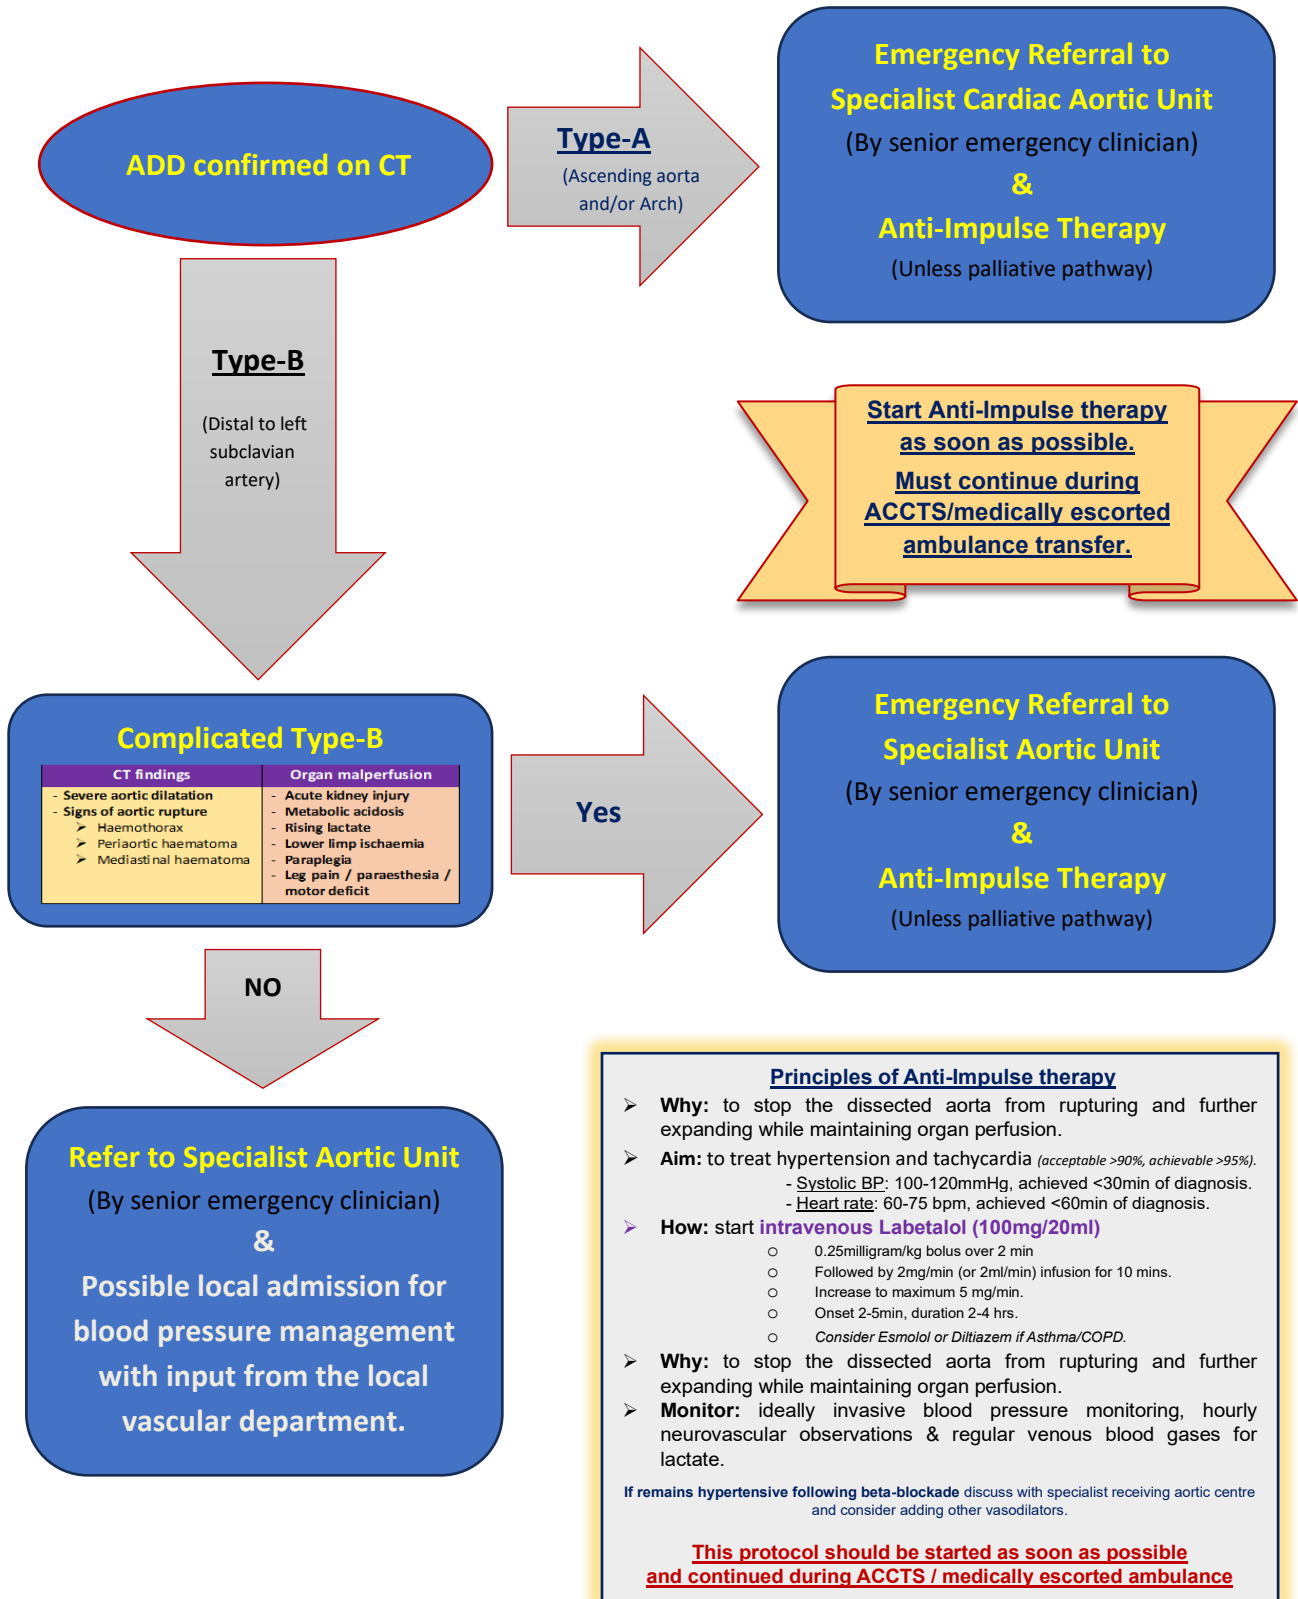 ADD confirmed on CT
Type-A
(Ascending aorta
and/or Arch)
Emergency Referral to
Specialist Cardiac Aortic Unit
(By senior emergency clinician)
&
Anti-Impulse Therapy
(Unless palliative pathway)
Type-B
(Distal to left
subclavian
artery)
Start Anti-Impulse therapy
as soon as possible.
Must continue during
ACCTS/medically escorted
ambulance transfer.
Complicated Type-B
CT findings
- Severe aortic dilatation
- Signs of aortic rupture
➢ Haemothorax
➢ Periaortic haematoma
➢ Mediastinal haematoma
Organ malperfusion
- Acute kidney injury
- Metabolic acidosis
- Rising lactate
- Lower limp ischaemia
- Paraplegia
- Leg pain / paraesthesia /
motor deficit
Yes
Emergency Referral to
Specialist Aortic Unit
(By senior emergency clinician)
&
Anti-Impulse Therapy
(Unless palliative pathway)
NO
Refer to Specialist Aortic Unit
(By senior emergency clinician)
&
Possible local admission for
blood pressure management
with input from the local
vascular department.
Principles of Anti-Impulse therapy
➢ Why: to stop the dissected aorta from rupturing and further
expanding while maintaining organ perfusion.
➢ Aim: to treat hypertension and tachycardia (acceptable >90%, achievable >95%).
- Systolic BP: 100-120mmHg, achieved <30min of diagnosis.
- Heart rate: 60-75 bpm, achieved <60min of diagnosis.
➢ How: start intravenous Labetalol (100mg/20ml)
o 0.25milligram/kg bolus over 2 min
o Followed by 2mg/min (or 2ml/min) infusion for 10 mins.
o Increase to maximum 5 mg/min.
o Onset 2-5min, duration 2-4 hrs.
o Consider Esmolol or Diltiazem if Asthma/COPD.
➢ Why: to stop the dissected aorta from rupturing and further
expanding while maintaining organ perfusion.
➢ Monitor: ideally invasive blood pressure monitoring, hourly
neurovascular observations & regular venous blood gases for
lactate.
If remains hypertensive following beta-blockade discuss with specialist receiving aortic centre
and consider adding other vasodilators.
This protocol should be started as soon as possible
and continued during ACCTS / medically escorted ambulance